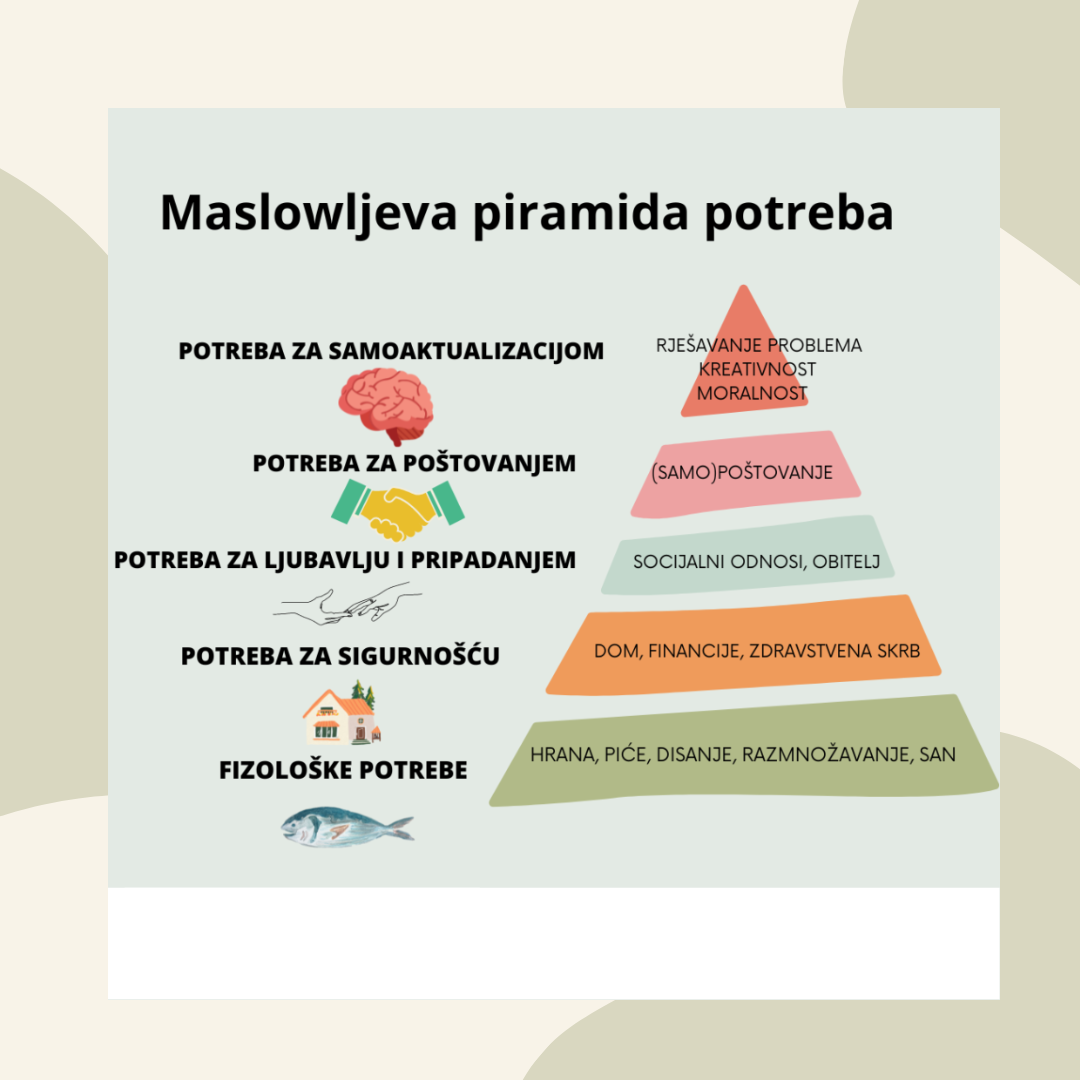 Maslowljeva piramida potreba
POTREBA ZA SAMOAKTUALIZACIJOM
RJEŠAVANJE PROBLEMA
KREATIVNOST
MORALNOST
POTREBA ZA POŠTOVANJEM
(SAMO)POŠTOVANJE
POTREBA ZA LJUBAVLJU I PRIPADANJEM
SOCIJALNI ODNOSI, OBITELJ
POTREBA ZA SIGURNOŠĆU
DOM, FINANCIJE, ZDRAVSTVENA SKRB
FIZOLOŠKE POTREBE
HRANA, PIĆE, DISANJE, RAZMNOŽAVANJE, SAN